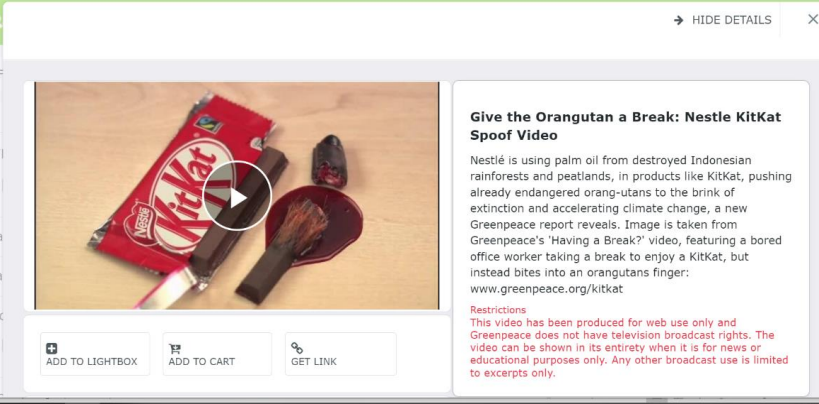 HIDE DETAILS
Give the Orangutan a Break: Nestle KitKat
Spoof Video
Nestlé is using palm oil from destroyed Indonesian
rainforests and peatlands, in products like KitKat, pushing
already endangered orang-utans to the brink of
extinction and accelerating climate change, a new
Greenpeace report reveals. Image is taken from
Greenpeace's 'Having a Break?' video, featuring a bored
office worker taking a break to enjoy a KitKat, but
instead bites into an orangutans finger:
www.greenpeace.org/kitkat
Restrictions
This video has been produced for web use only and
Greenpeace does not have television broadcast rights. The
video can be shown in its entirety when it is for news or
educational purposes only. Any other broadcast use is limited
to excerpts only.
Nestlé
KitKat
ADD TO LIGHTBOX
ADD TO CART
GET LINK